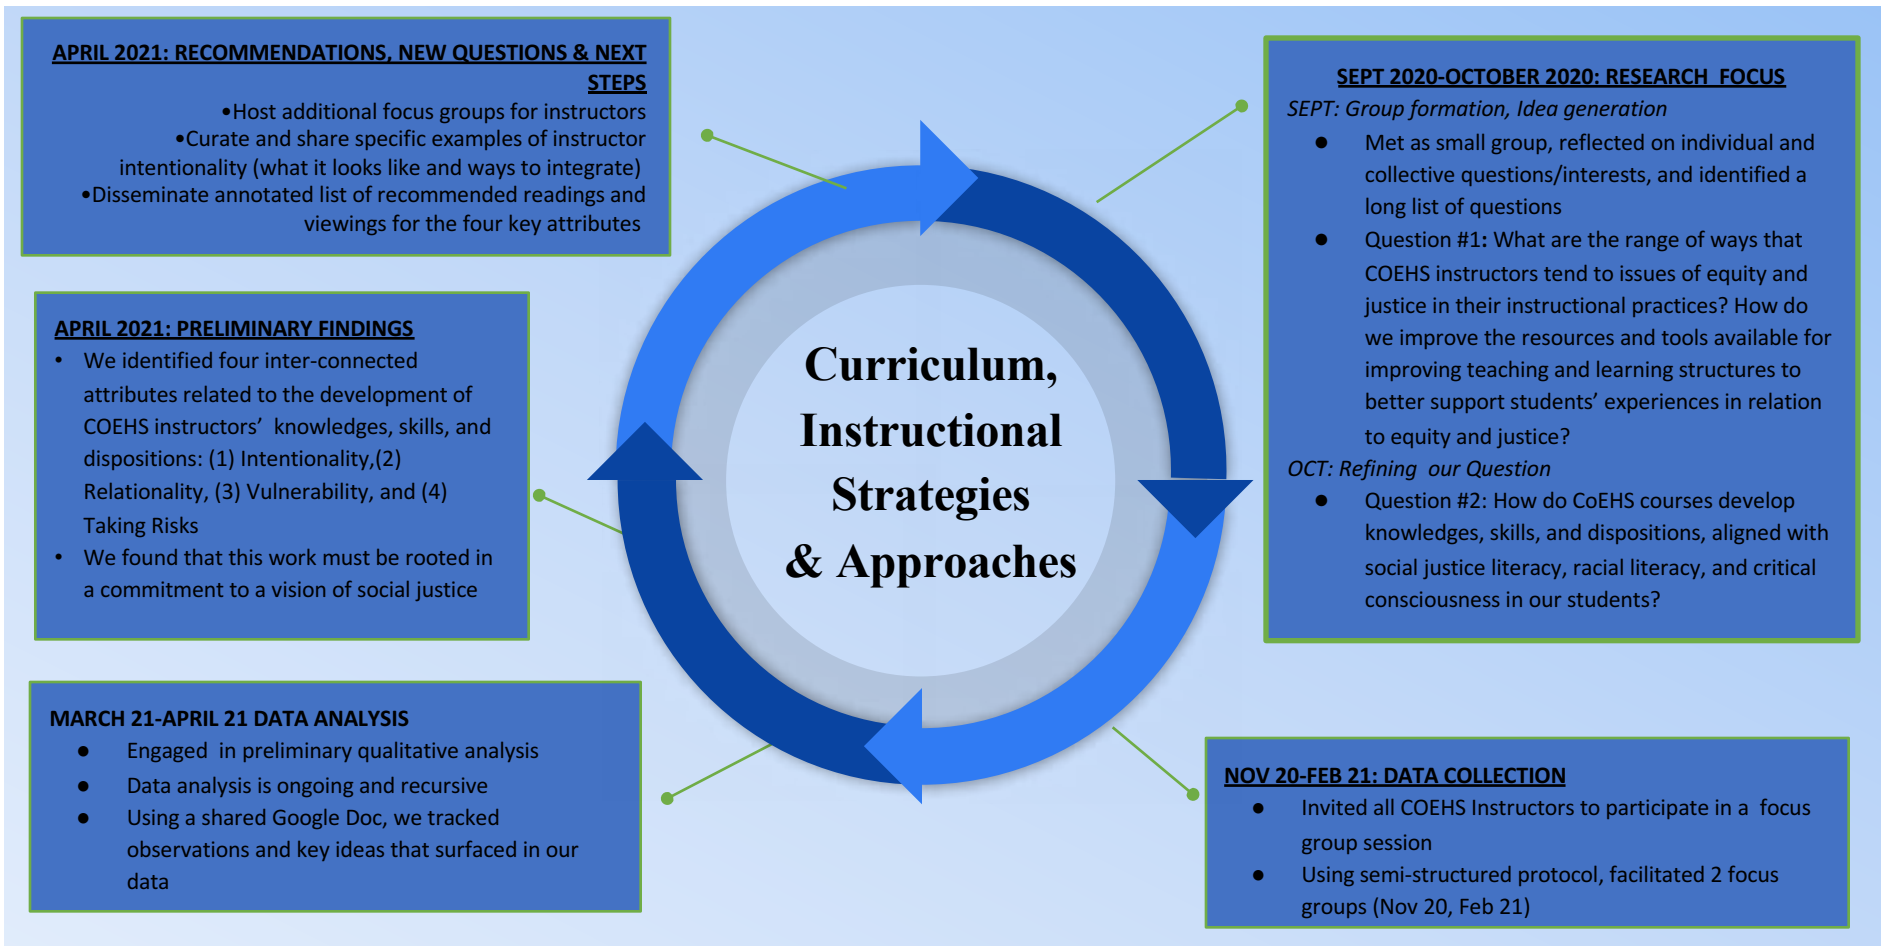 APRIL 2021: RECOMMENDATIONS, NEW QUESTIONS & NEXT
STEPS
•Host additional focus groups for instructors
•Curate and share specific examples of instructor
intentionality (what it looks like and ways to integrate)
•Disseminate annotated list of recommended readings and
viewings for the four key attributes
APRIL 2021: PRELIMINARY FINDINGS
• We identified four inter-connected
attributes related to the development of
COEHS instructors’ knowledges, skills, and
dispositions: (1) Intentionality,(2)
Relationality, (3) Vulnerability, and (4)
Taking Risks
• We found that this work must be rooted in
a commitment to a vision of social justice
MARCH 21-APRIL 21 DATA ANALYSIS
● Engaged in preliminary qualitative analysis
● Data analysis is ongoing and recursive
● Using a shared Google Doc, we tracked
observations and key ideas that surfaced in our
data
Curriculum,
Instructional
Strategies
& Approaches
SEPT 2020-OCTOBER 2020: RESEARCH FOCUS
SEPT: Group formation, Idea generation
● Met as small group, reflected on individual and
collective questions/interests, and identified a
long list of questions
● Question #1: What are the range of ways that
COEHS instructors tend to issues of equity and
justice in their instructional practices? How do
we improve the resources and tools available for
improving teaching and learning structures to
better support students’ experiences in relation
to equity and justice?
OCT: Refining our Question
● Question #2: How do CoEHS courses develop
knowledges, skills, and dispositions, aligned with
social justice literacy, racial literacy, and critical
consciousness in our students?
NOV 20-FEB 21: DATA COLLECTION
● Invited all COEHS Instructors to participate in a focus
group session
● Using semi-structured protocol, facilitated 2 focus
groups (Nov 20, Feb 21)